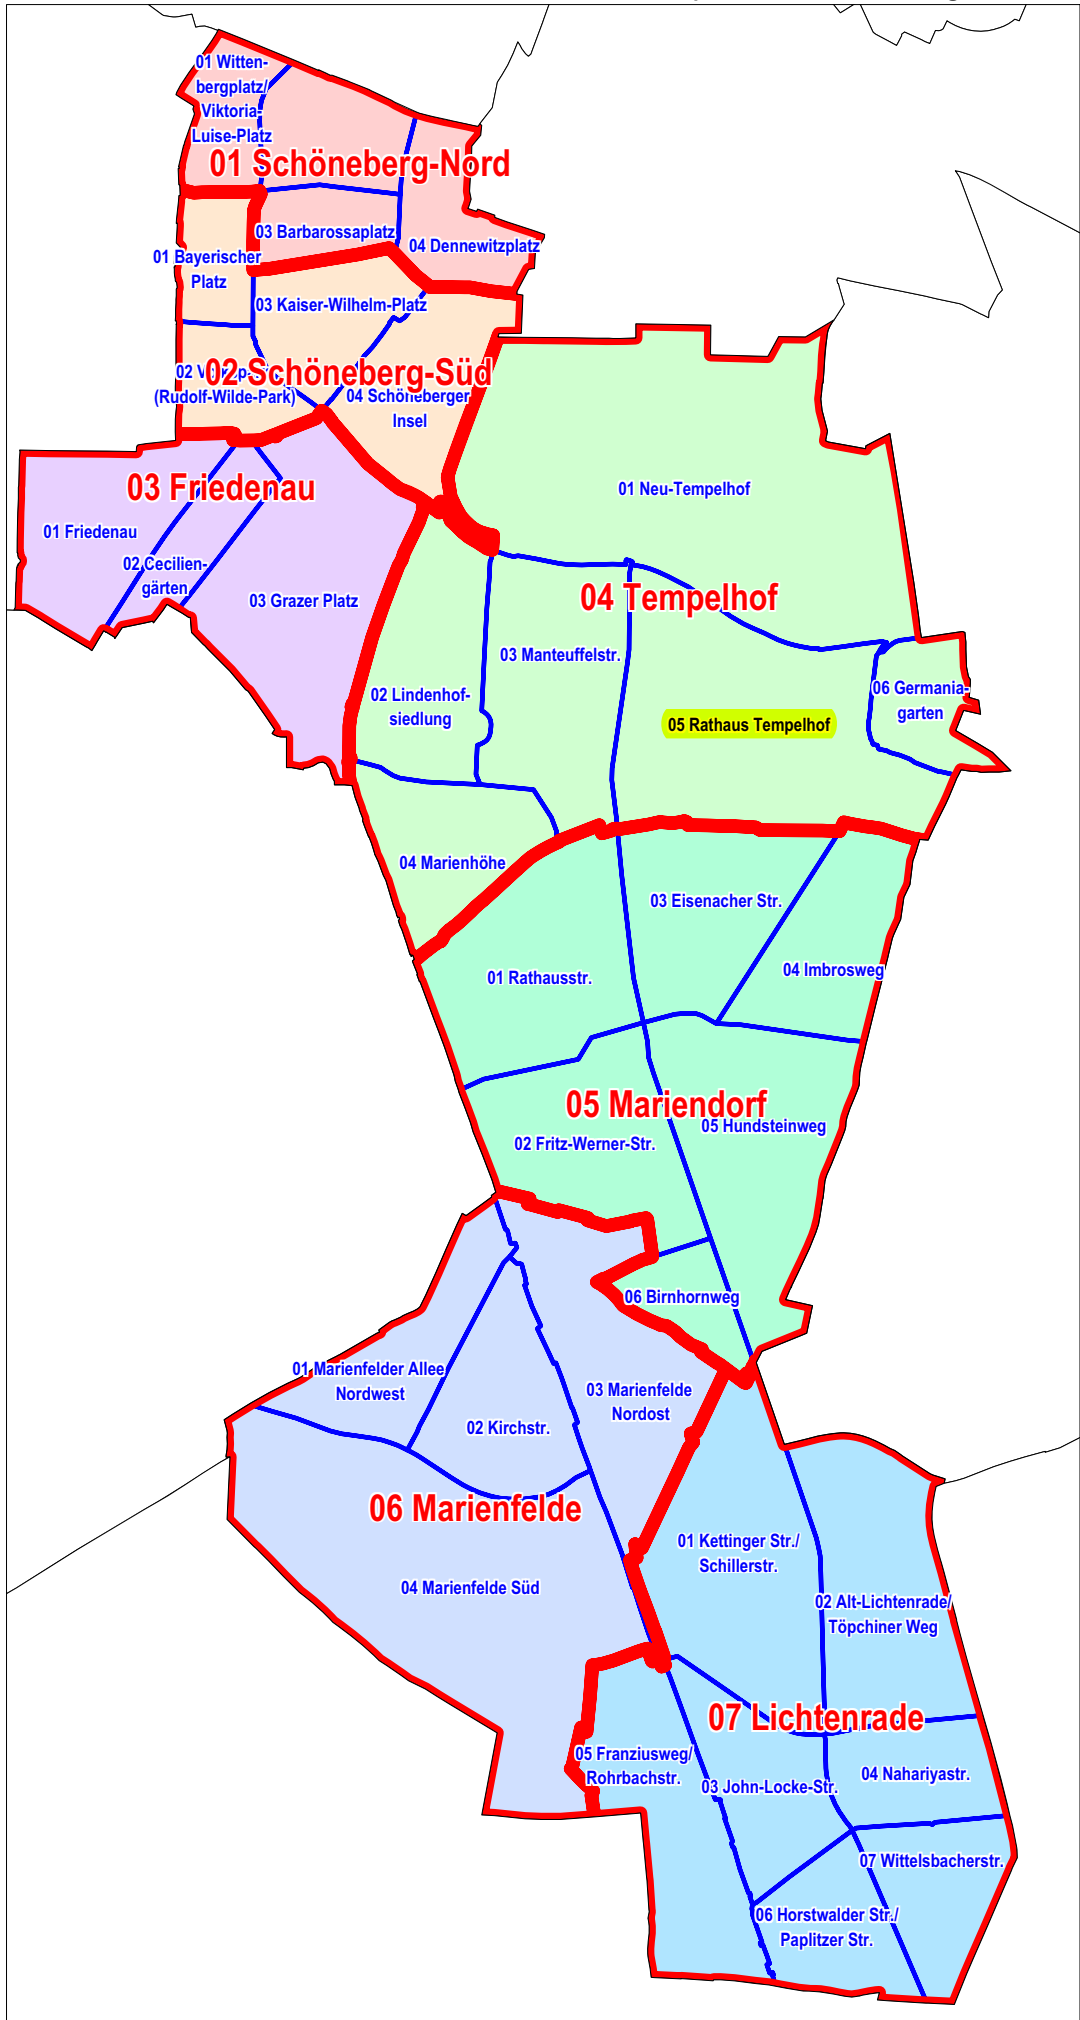 01 Witten-
bergplatz/
Viktoria-
Luise-Platz
01 Schöneberg-Nord
03 Barbarossaplatz
04 Dennewitzplatz
01 Bayerischer
Platz
03 Kaiser-Wilhelm-Platz
02 Schöneberg-Süd
02
(Rudolf-Wilde-Park)
04 Schöneberger
Insel
03 Friedenau
01 Friedenau
02 Cecilien-
gärten
03 Grazer Platz
01 Neu-Tempelhof
04 Tempelhof
03 Manteuffelstr.
02 Lindenhof-
siedlung
06 Germania-
garten
05 Rathaus Tempelhof
04 Marienhöhe
03 Eisenacher Str.
04 Imbrosweg
01 Rathausstr.
05 Mariendorf
05 Hundsteinweg
02 Fritz-Werner-Str.
06 Birnhornweg
01 Marienfelder Allee
Nordwest
03 Marienfelde
Nordost
02 Kirchstr.
06 Marienfelde
04 Marienfelde Süd
01 Kettinger Str./
Schillerstr.
02 Alt-Lichtenrade/
Töpchiner Weg
07 Lichtenrade
05 Franziusweg/
Rohrbachstr.
03 John-Locke-Str.
04 Nahariyastr.
07 Wittelsbacherstr.
06 Horstwalder Str./
Paplitzer Str.